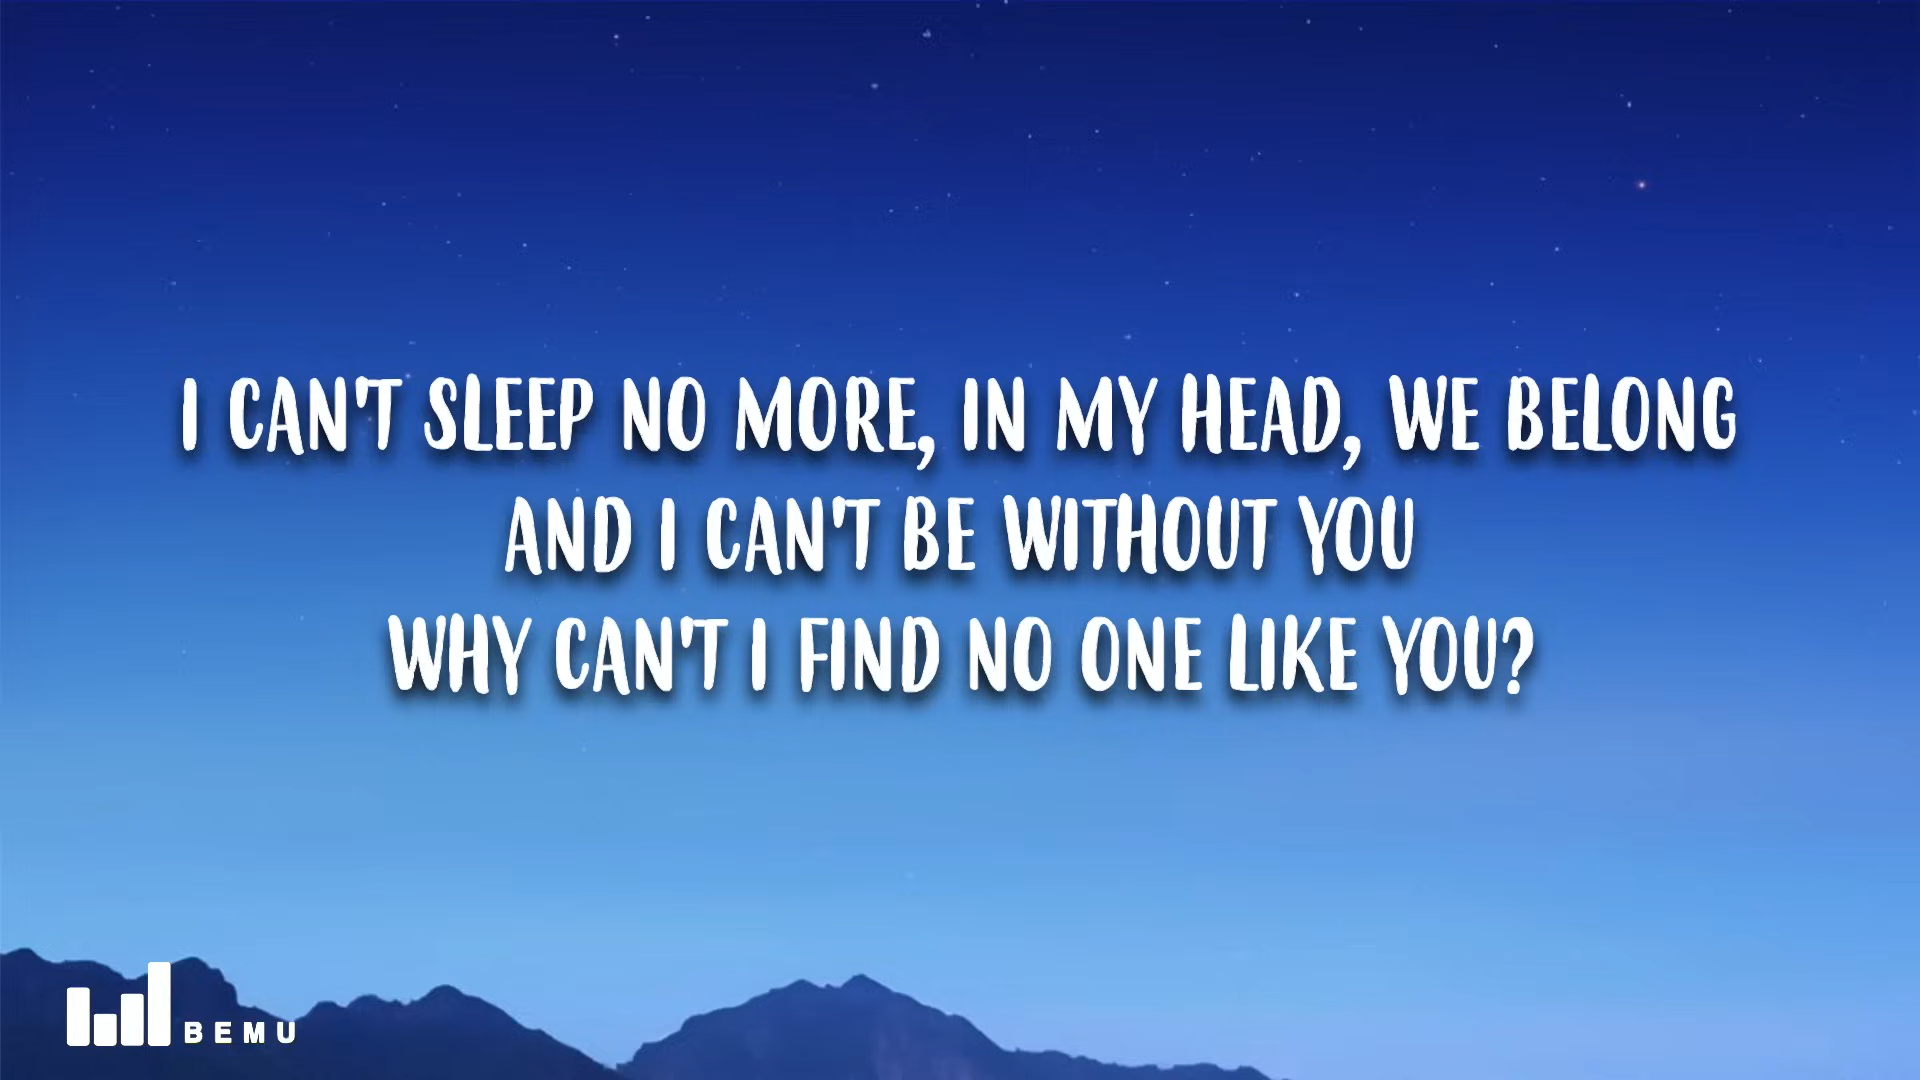 I CAN'T SLEEP NO MORE, IN MY HEAD, WE BELONG
AND I CAN'T BE WITHOUT YOU
WHY CAN'T I FIND NO ONE LIKE YOU?
BEMU